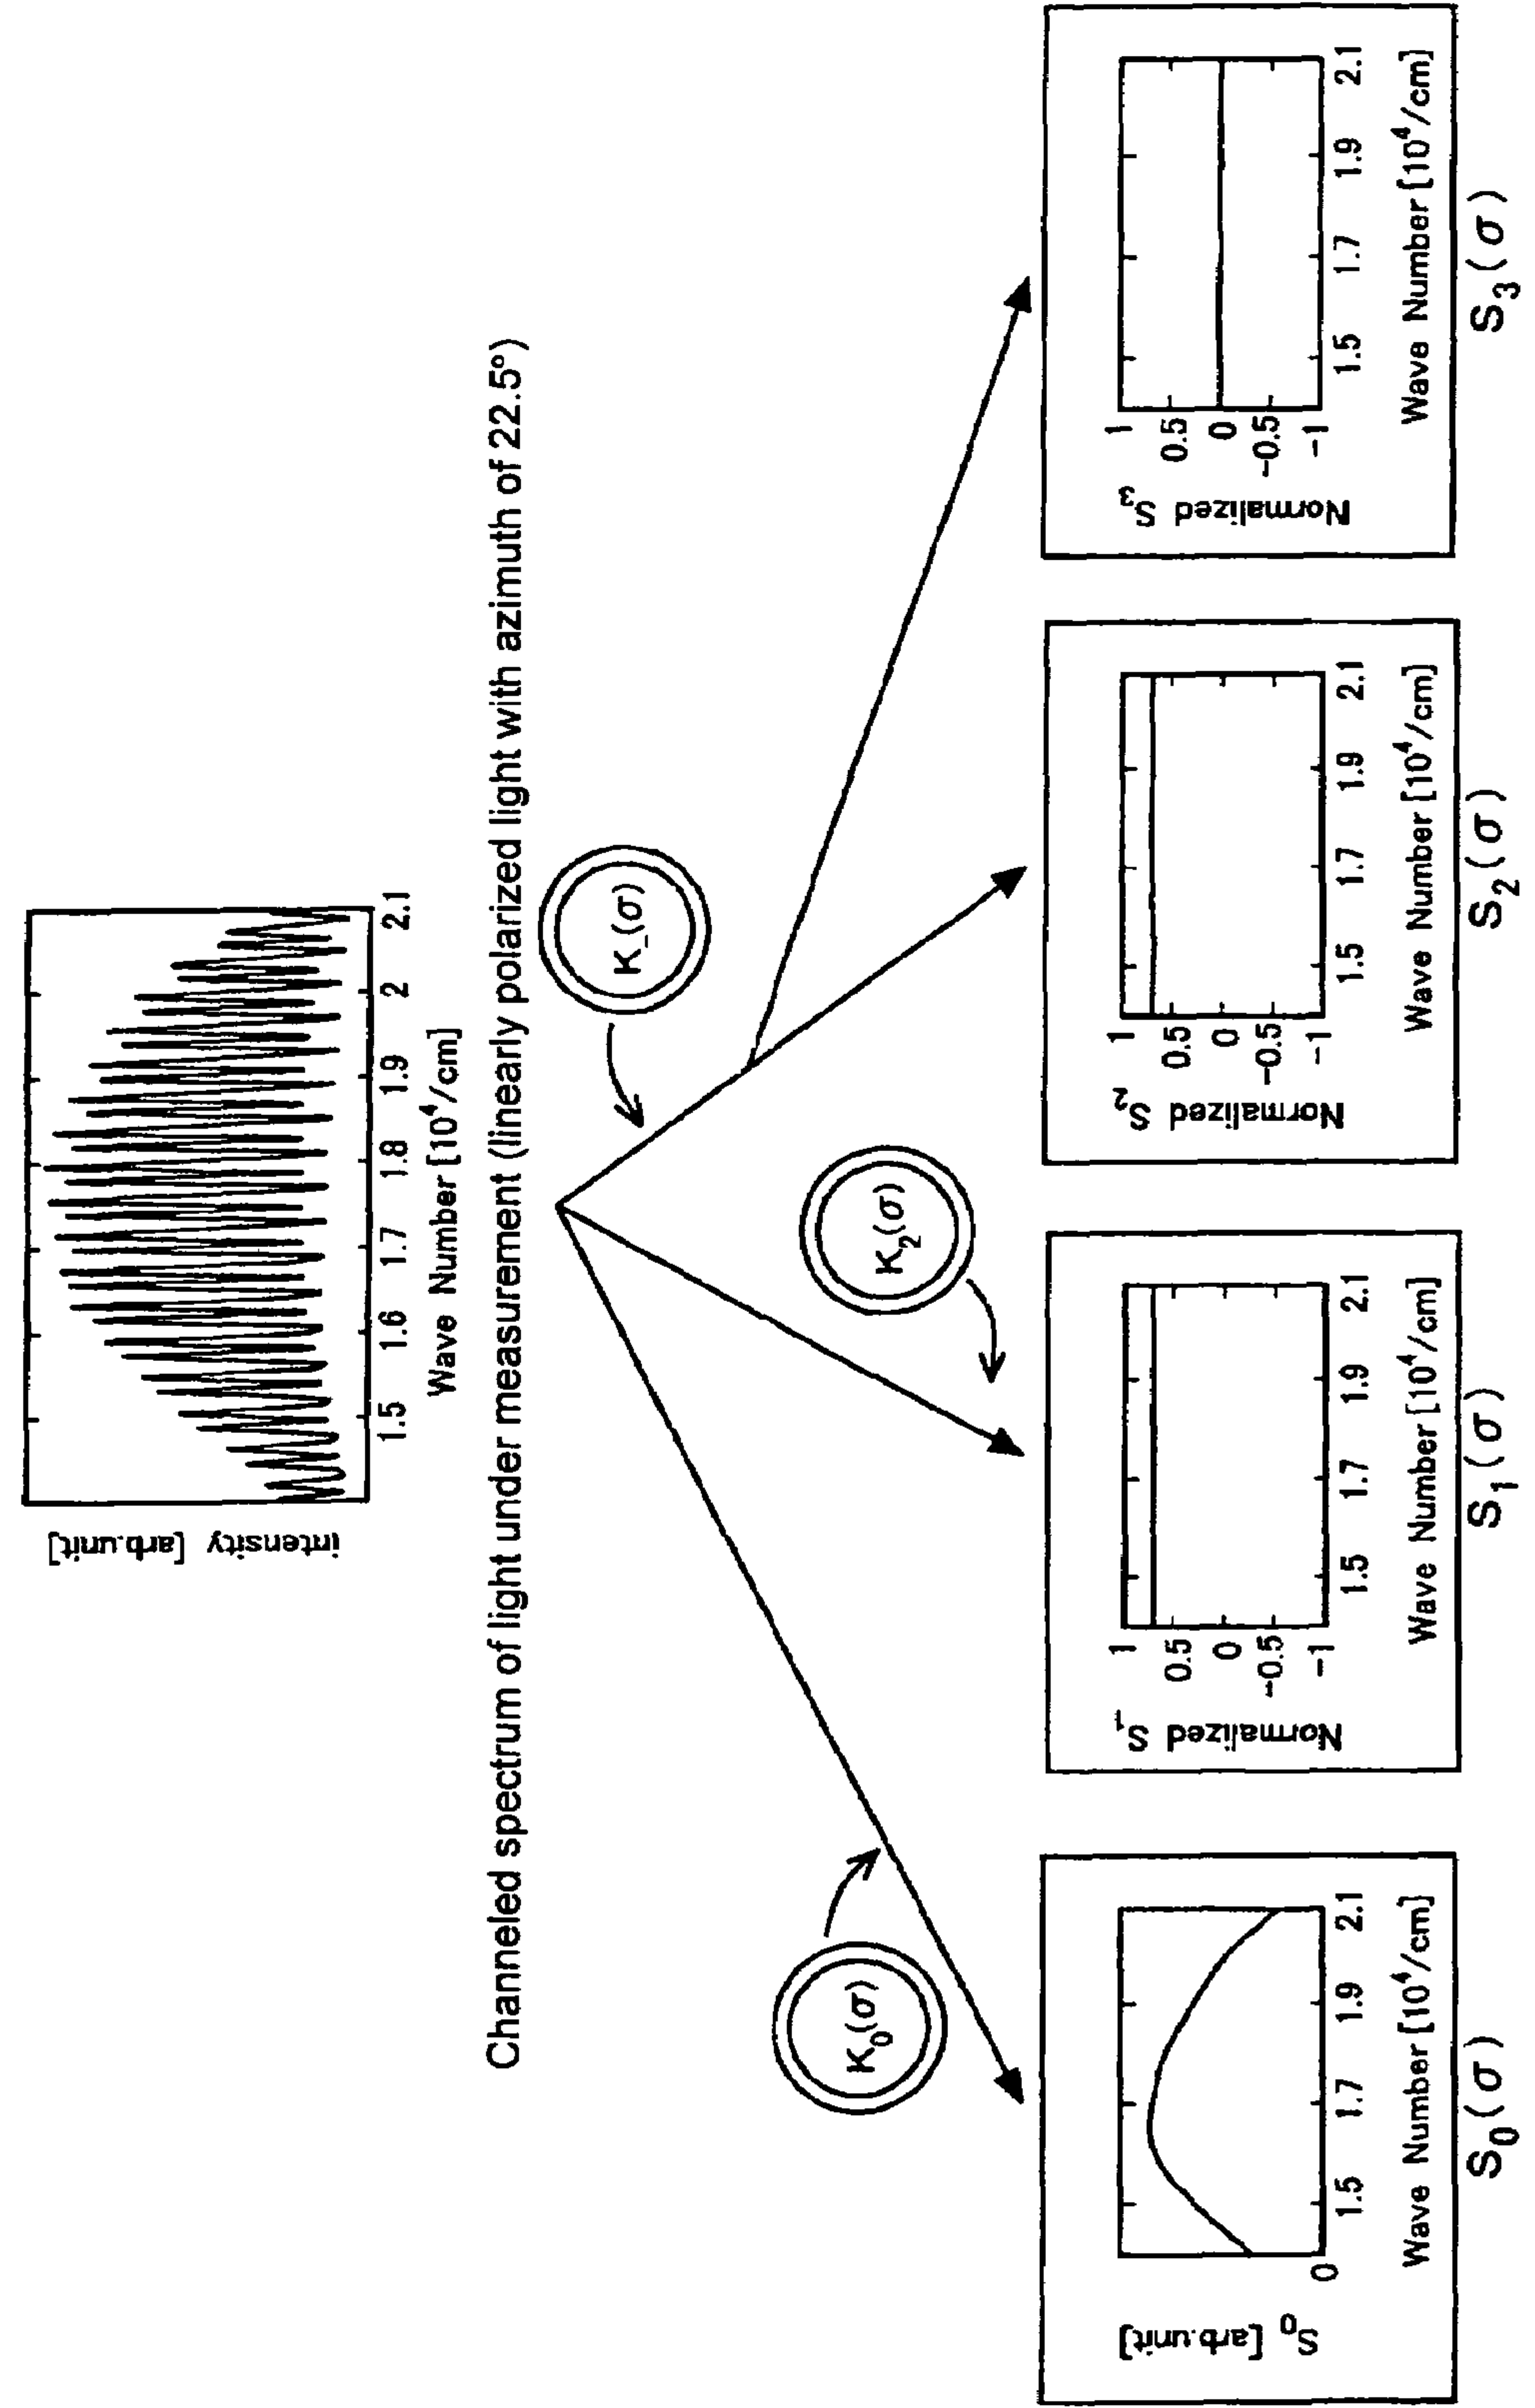 intensity [arb.unit]
1.5 1.6 1.7 1.8 1.9 2 2.1
Wave Number[10⁴/cm]
Channeled spectrum of light under measurement (linearly polarized light with azimuth of 22.5°)
K₀(σ)
K₂(σ)
K₋(σ)
S₀ [arb.unit]
0
1.5 1.7 1.9 2.1
Wave Number[10⁴/cm]
S₀(σ)
Normalized S₁
1
0.5
0
-0.5
-1
1.5 1.7 1.9 2.1
Wave Number[10⁴/cm]
S₁(σ)
Normalized S₂
1
0.5
0
-0.5
-1
1.5 1.7 1.9 2.1
Wave Number[10⁴/cm]
S₂(σ)
Normalized S₃
1
0.5
0
-0.5
-1
1.5 1.7 1.9 2.1
Wave Number[10⁴/cm]
S₃(σ)